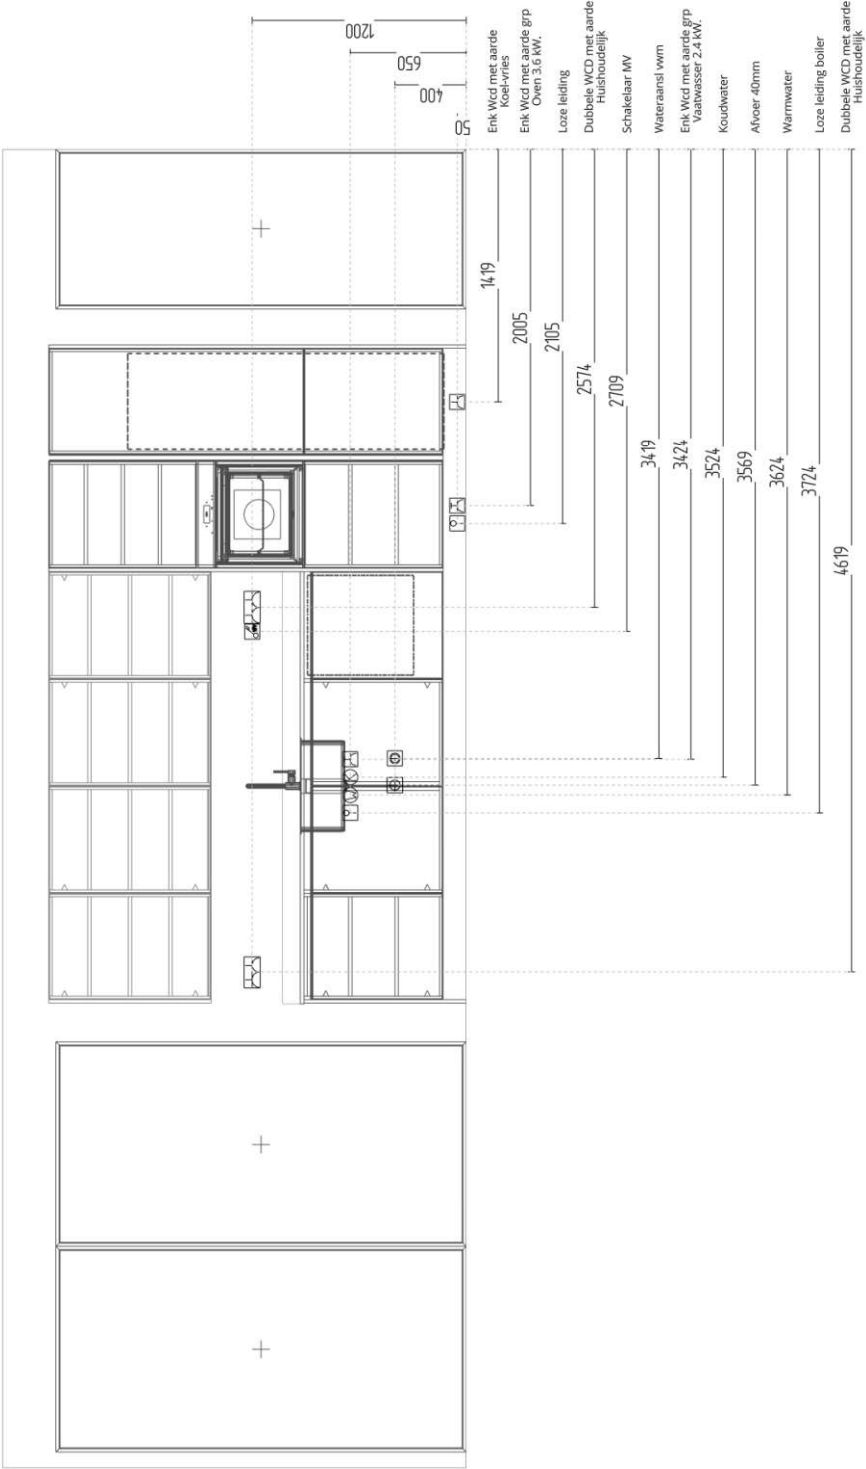 1200
650
400
50
Enk Wcd met aarde
Koel-vries
1419
Enk Wcd met aarde grp
Oven 3.6 kW.
2005
Loze leiding
2105
Dubbele WCD met aarde
Huishoudelijk
2574
Schakelaar MV
2709
Wateraansl vwm
3419
Enk Wcd met aarde grp
Vaatwasser 2.4 kW.
3424
Koudwater
3524
Afvoer 40mm
3569
Warmwater
3624
Loze leiding boiler
3724
Dubbele WCD met aarde
Huishoudelijk
4619